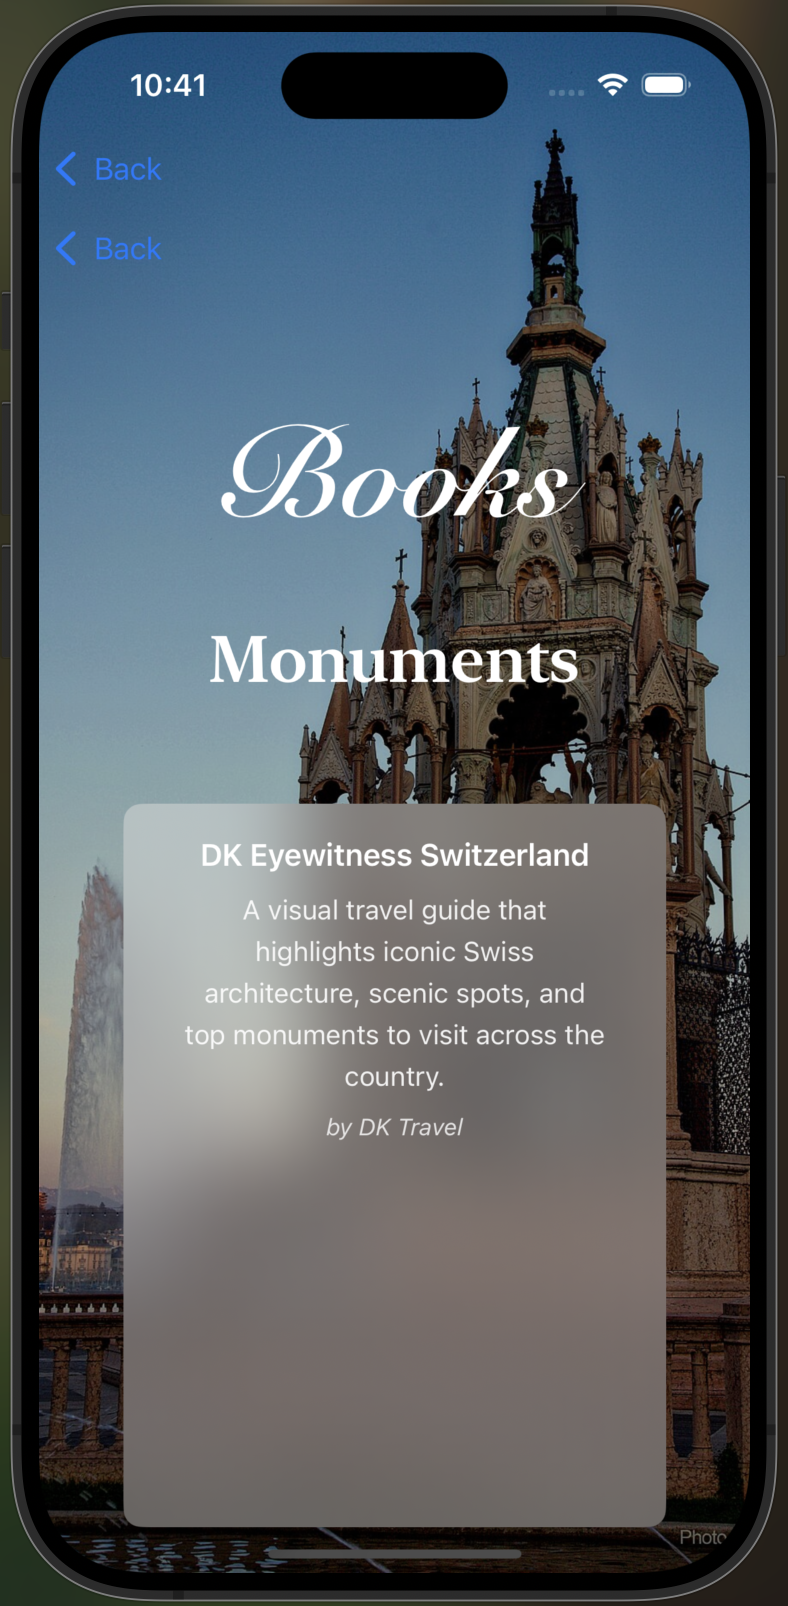 10:41
Back
Back
Books
Monuments
DK Eyewitness Switzerland
A visual travel guide that
highlights iconic Swiss
architecture, scenic spots, and
top monuments to visit across the
country.
by DK Travel
Photo